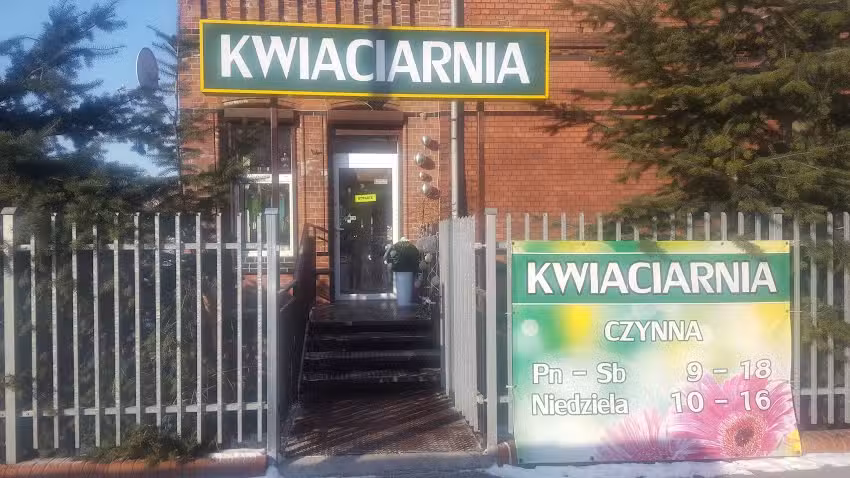 KWIACIARNIA
KWIACIARNIA
CZYNNA
Pn - Sb 9 - 18
Niedziela 10 - 16